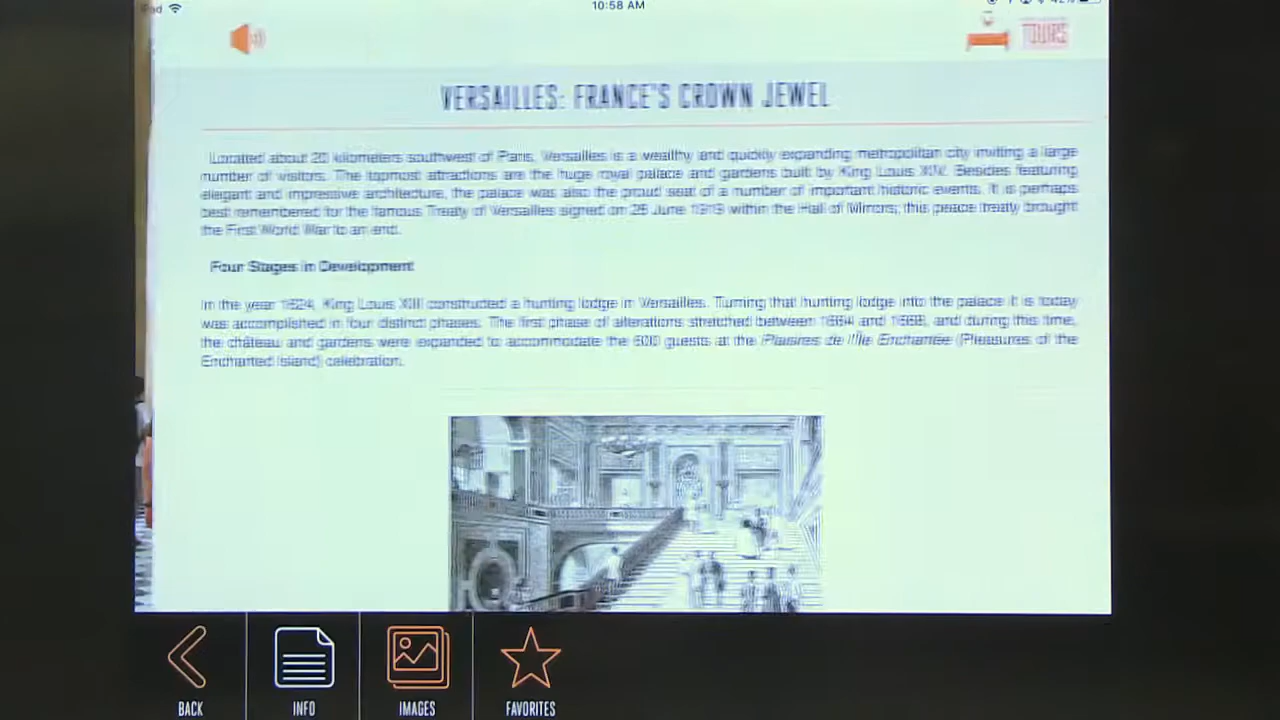 iPad
10:58 AM
42%
TOURS
VERSAILLES: FRANCE'S CROWN JEWEL
Located about 20 kilometers southwest of Paris, Versailles is a wealthy and quickly expanding metropolitan city inviting a large
number of visitors. The topmost attractions are the huge royal palace and gardens built by King Louis XIV. Besides featuring
elegant and impressive architecture, the palace was also the proud seat of a number of important historic events. It is perhaps
best remembered for the famous Treaty of Versailles signed on 28 June 1919 within the Hall of Mirrors; this peace treaty brought
the First World War to an end.
Four Stages in Development
In the year 1624, King Louis XIII constructed a hunting lodge in Versailles. Turning that hunting lodge into the palace it is today
was accomplished in four distinct phases. The first phase of alterations stretched between 1664 and 1668, and during this time,
the château and gardens were expanded to accommodate the 600 guests at the Plaisirs de l'Île Enchantée (Pleasures of the
Enchanted Island) celebration.
BACK
INFO
IMAGES
FAVORITES